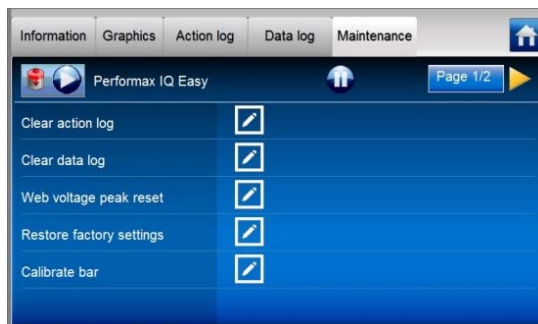 Information Graphics Action log Data log Maintenance
Performax IQ Easy Page 1/2
Clear action log
Clear data log
Web voltage peak reset
Restore factory settings
Calibrate bar